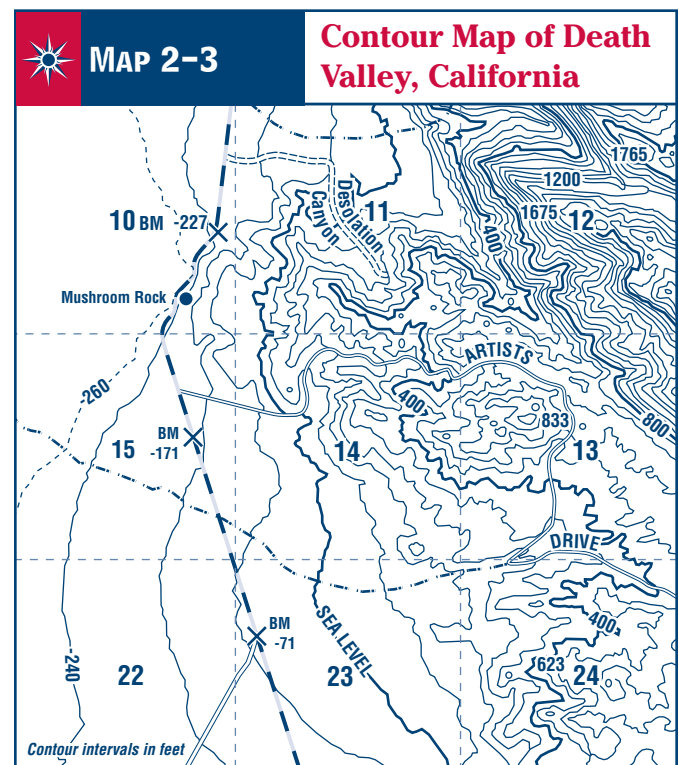 MAP 2–3
Contour Map of Death
Valley, California
1765
1200
1675
12
400
10 BM -227
11
Desolation
Canyon
Mushroom Rock
ARTISTS
-260
400
833
800
15
BM
-171
14
13
DRIVE
SEA LEVEL
BM
-71
400
-240
22
23
623
24
Contour intervals in feet